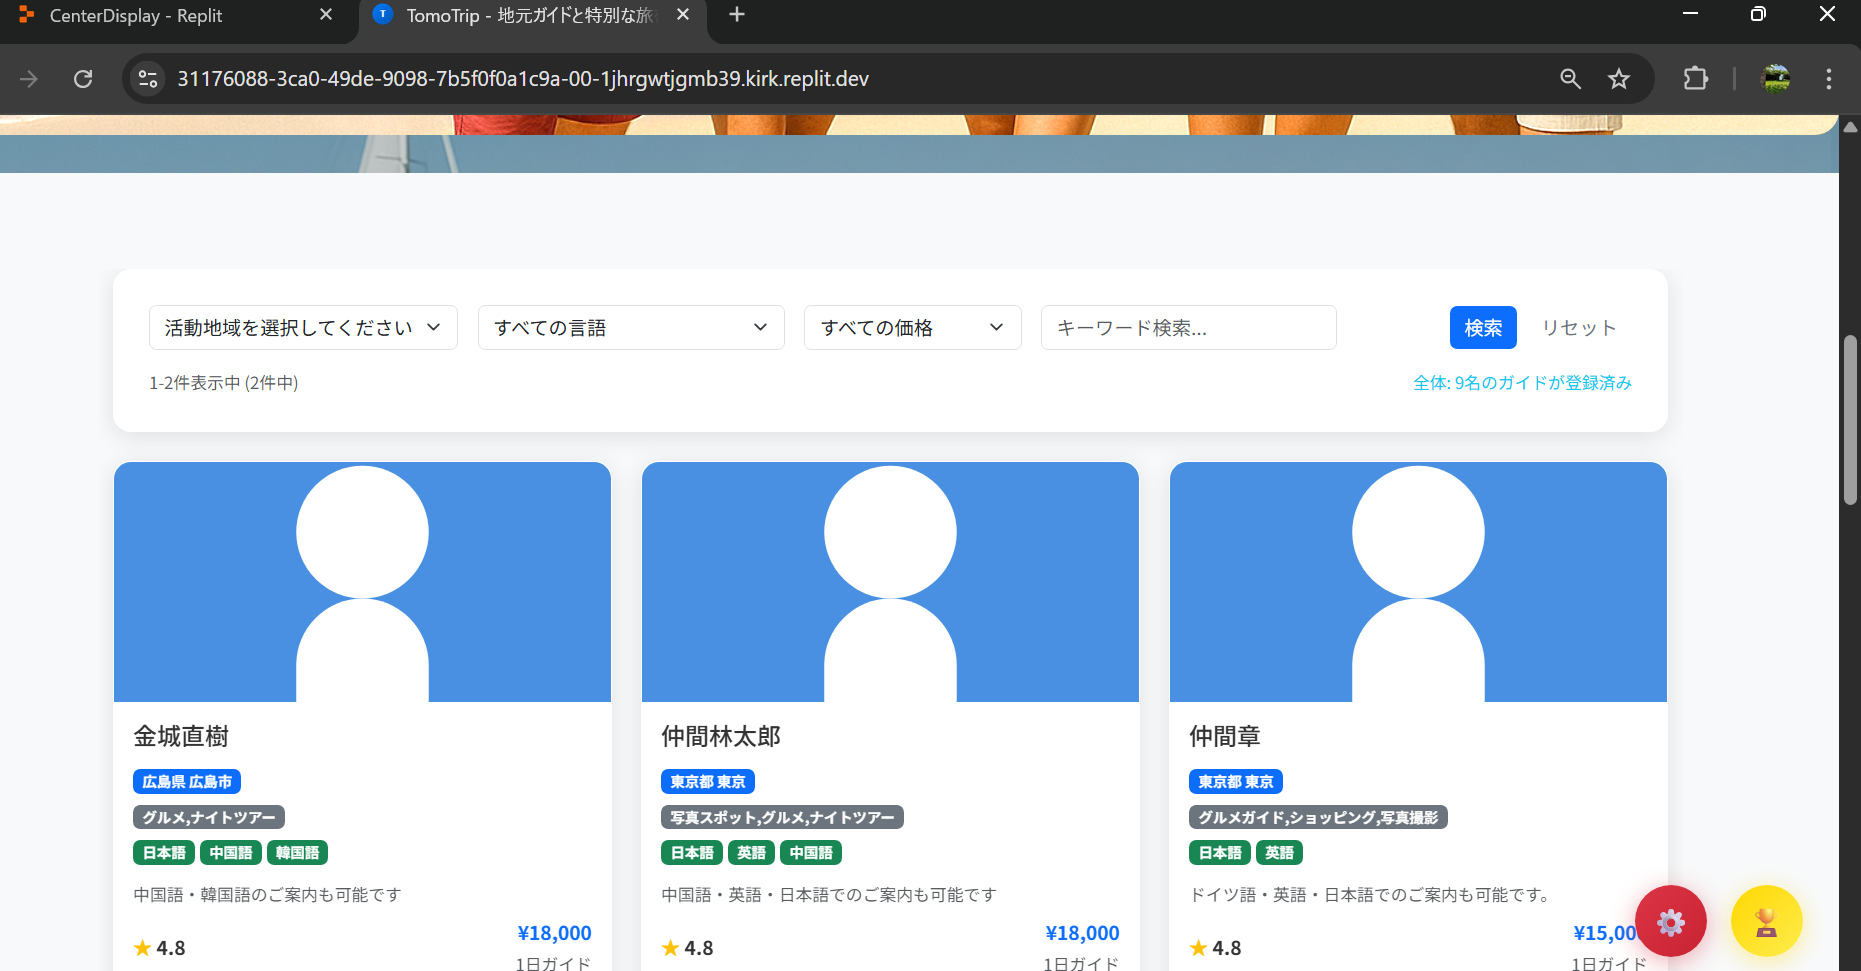 CenterDisplay - Replit
TomoTrip - 地元ガイドと特別な旅
31176088-3ca0-49de-9098-7b5f0f0a1c9a-00-1jhrgwtjgmb39.kirk.replit.dev
活動地域を選択してください
すべての言語
すべての価格
キーワード検索...
検索
リセット
1-2件表示中 (2件中)
全体: 9名のガイドが登録済み
金城直樹
広島県 広島市
グルメ,ナイトツアー
日本語 中国語 韓国語
中国語・韓国語のご案内も可能です
¥18,000
4.8
1日ガイド
仲間林太郎
東京都 東京
写真スポット,グルメ,ナイトツアー
日本語 英語 中国語
中国語・英語・日本語でのご案内も可能です
¥18,000
4.8
1日ガイド
仲間章
東京都 東京
グルメガイド,ショッピング,写真撮影
日本語 英語
ドイツ語・英語・日本語でのご案内も可能です。
¥15,00
4.8
1日ガイド